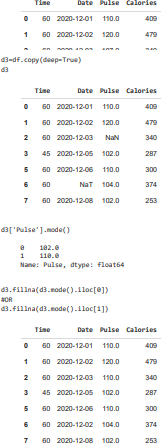 Time Date Pulse Calories
0 60 2020-12-01 110.0 409
1 60 2020-12-02 120.0 479
d3=df.copy(deep=True)
d3
Time Date Pulse Calories
0 60 2020-12-01 110.0 409
1 60 2020-12-02 120.0 479
2 60 2020-12-03 NaN 340
3 45 2020-12-05 102.0 287
5 60 2020-12-06 110.0 300
6 60 NaT 104.0 374
7 60 2020-12-08 102.0 253
d3['Pulse'].mode()
0 102.0
1 110.0
Name: Pulse, dtype: float64
d3.fillna(d3.mode().iloc[0])
#OR
d3.fillna(d3.mode().iloc[1])
Time Date Pulse Calories
0 60 2020-12-01 110.0 409
1 60 2020-12-02 120.0 479
2 60 2020-12-03 110.0 340
3 45 2020-12-05 102.0 287
5 60 2020-12-06 110.0 300
6 60 2020-12-02 104.0 374
7 60 2020-12-08 102.0 253